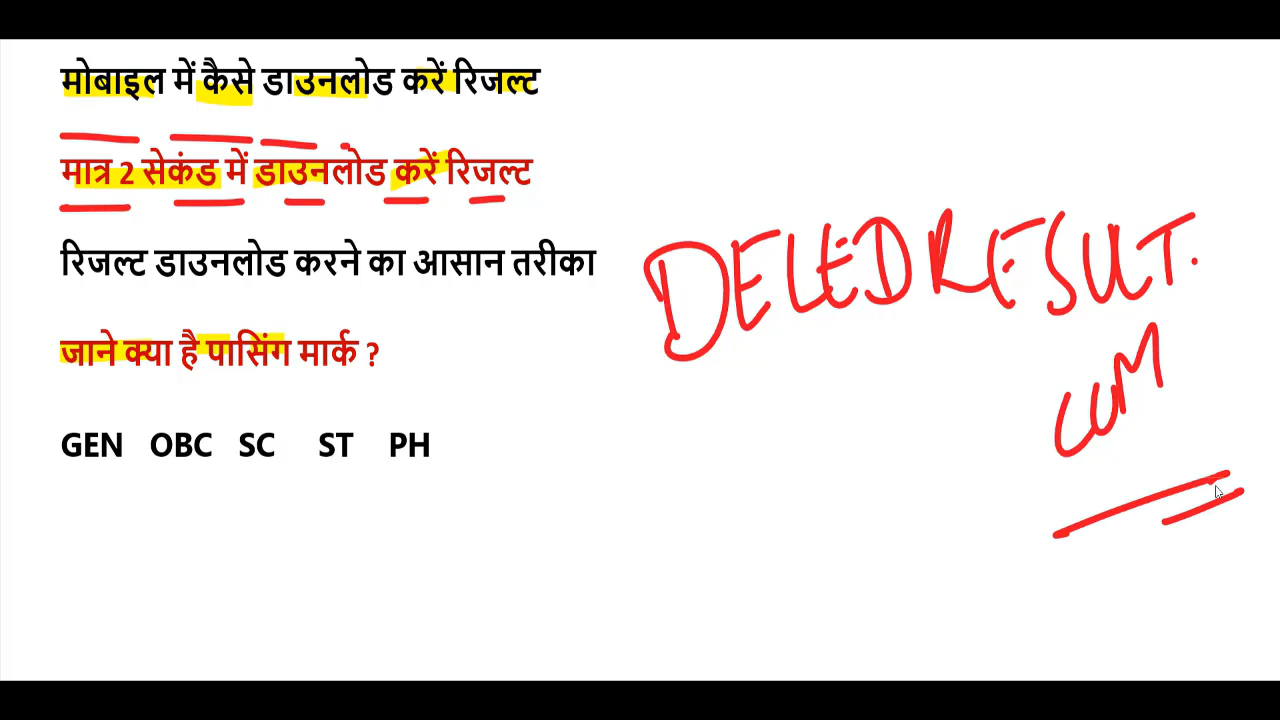 मोबाइल में कैसे डाउनलोड करें रिजल्ट
मात्र 2 सेकंड में डाउनलोड करें रिजल्ट
रिजल्ट डाउनलोड करने का आसान तरीका
जाने क्या है पासिंग मार्क ?
GEN OBC SC ST PH
DELEDRESULT.
COM